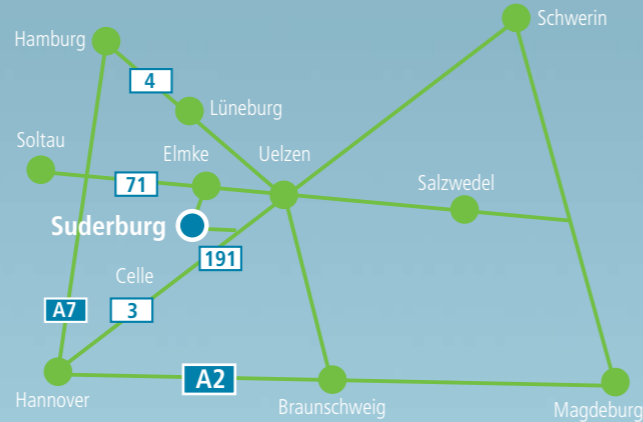 Schwerin
Hamburg
4
Lüneburg
Soltau
Elmke
Uelzen
71
Salzwedel
Suderburg
191
Celle
A7
3
A2
Hannover
Braunschweig
Magdeburg